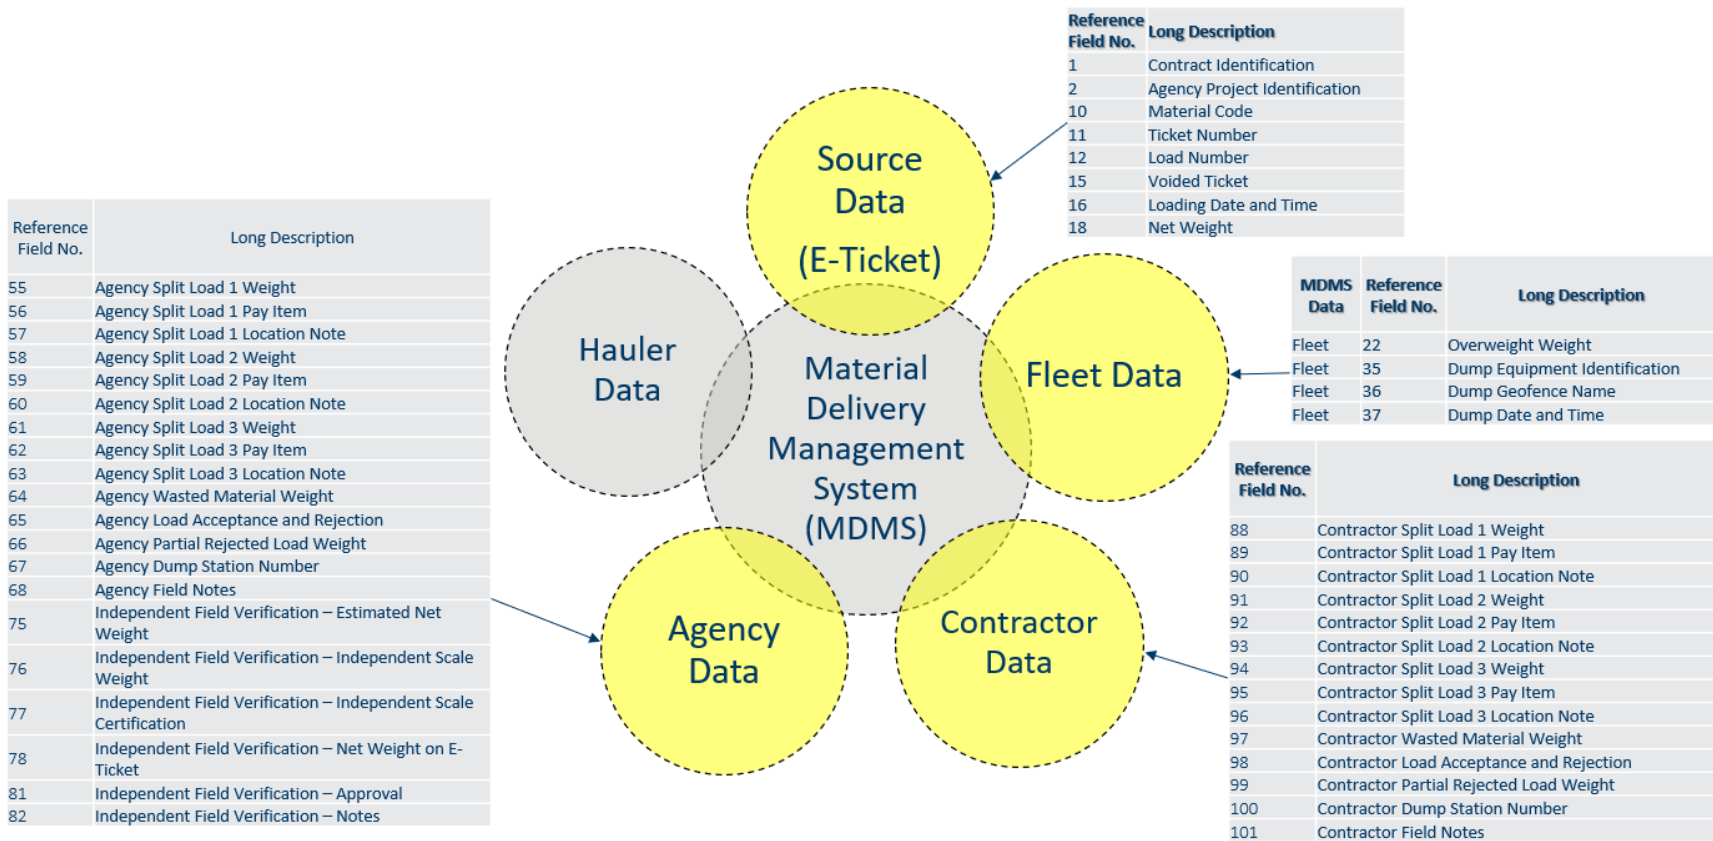 Reference
Field No. Long Description
1 Contract Identification
2 Agency Project Identification
10 Material Code
11 Ticket Number
12 Load Number
15 Voided Ticket
16 Loading Date and Time
18 Net Weight
Source
Data
(E-Ticket)
Hauler
Data
Material
Delivery
Management
System
(MDMS)
Fleet Data
Agency
Data
Contractor
Data
Reference
Field No.
Long Description
55 Agency Split Load 1 Weight
56 Agency Split Load 1 Pay Item
57 Agency Split Load 1 Location Note
58 Agency Split Load 2 Weight
59 Agency Split Load 2 Pay Item
60 Agency Split Load 2 Location Note
61 Agency Split Load 3 Weight
62 Agency Split Load 3 Pay Item
63 Agency Split Load 3 Location Note
64 Agency Wasted Material Weight
65 Agency Load Acceptance and Rejection
66 Agency Partial Rejected Load Weight
67 Agency Dump Station Number
68 Agency Field Notes
75 Independent Field Verification – Estimated Net
Weight
76 Independent Field Verification – Independent Scale
Weight
77 Independent Field Verification – Independent Scale
Certification
78 Independent Field Verification – Net Weight on E-
Ticket
81 Independent Field Verification – Approval
82 Independent Field Verification – Notes
MDMS
Data
Reference
Field No.
Long Description
Fleet 22 Overweight Weight
Fleet 35 Dump Equipment Identification
Fleet 36 Dump Geofence Name
Fleet 37 Dump Date and Time
Reference
Field No.
Long Description
88 Contractor Split Load 1 Weight
89 Contractor Split Load 1 Pay Item
90 Contractor Split Load 1 Location Note
91 Contractor Split Load 2 Weight
92 Contractor Split Load 2 Pay Item
93 Contractor Split Load 2 Location Note
94 Contractor Split Load 3 Weight
95 Contractor Split Load 3 Pay Item
96 Contractor Split Load 3 Location Note
97 Contractor Wasted Material Weight
98 Contractor Load Acceptance and Rejection
99 Contractor Partial Rejected Load Weight
100 Contractor Dump Station Number
101 Contractor Field Notes